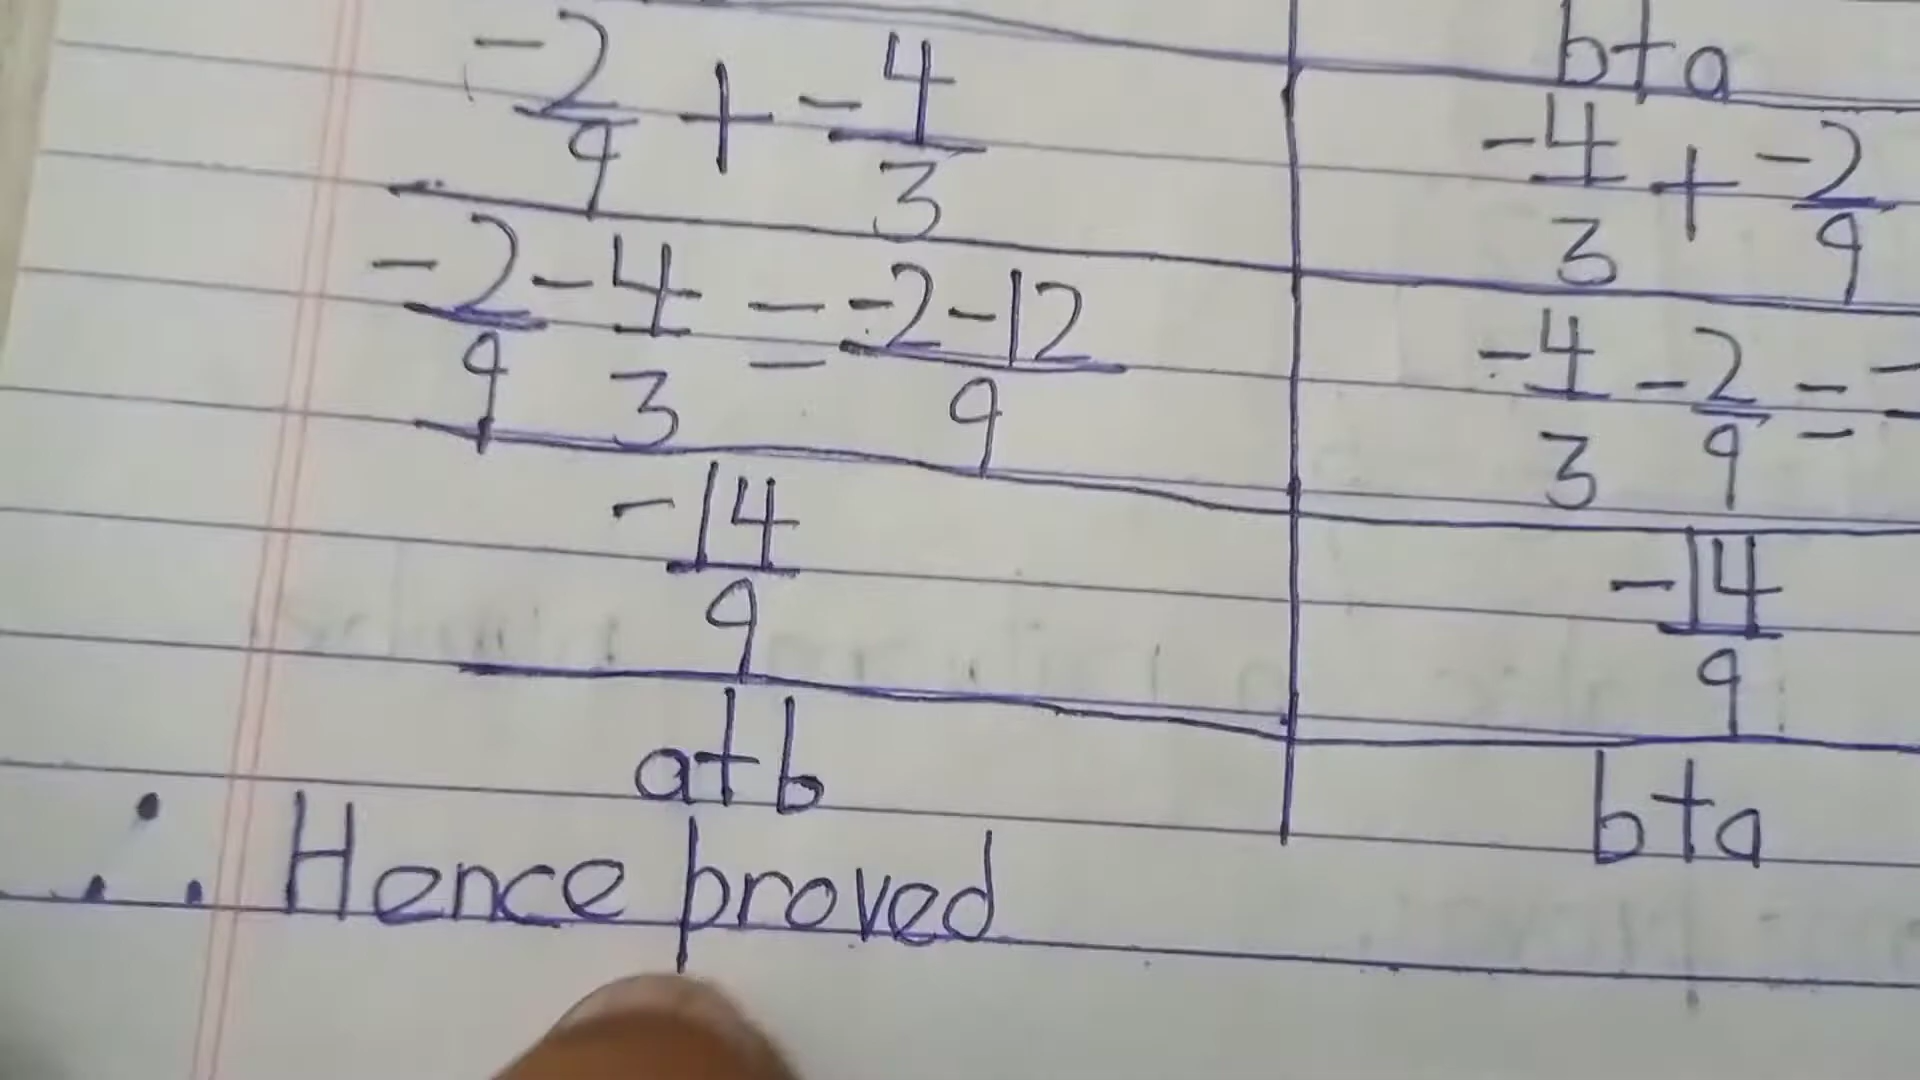 b+a
-2/9 + -4/3
-4/3 + -2/9
-2/9 - 4/3 = -2-12/9
-4/3 - 2/9 = -
-14/9
-14/9
a+b
b+a
∴ Hence proved